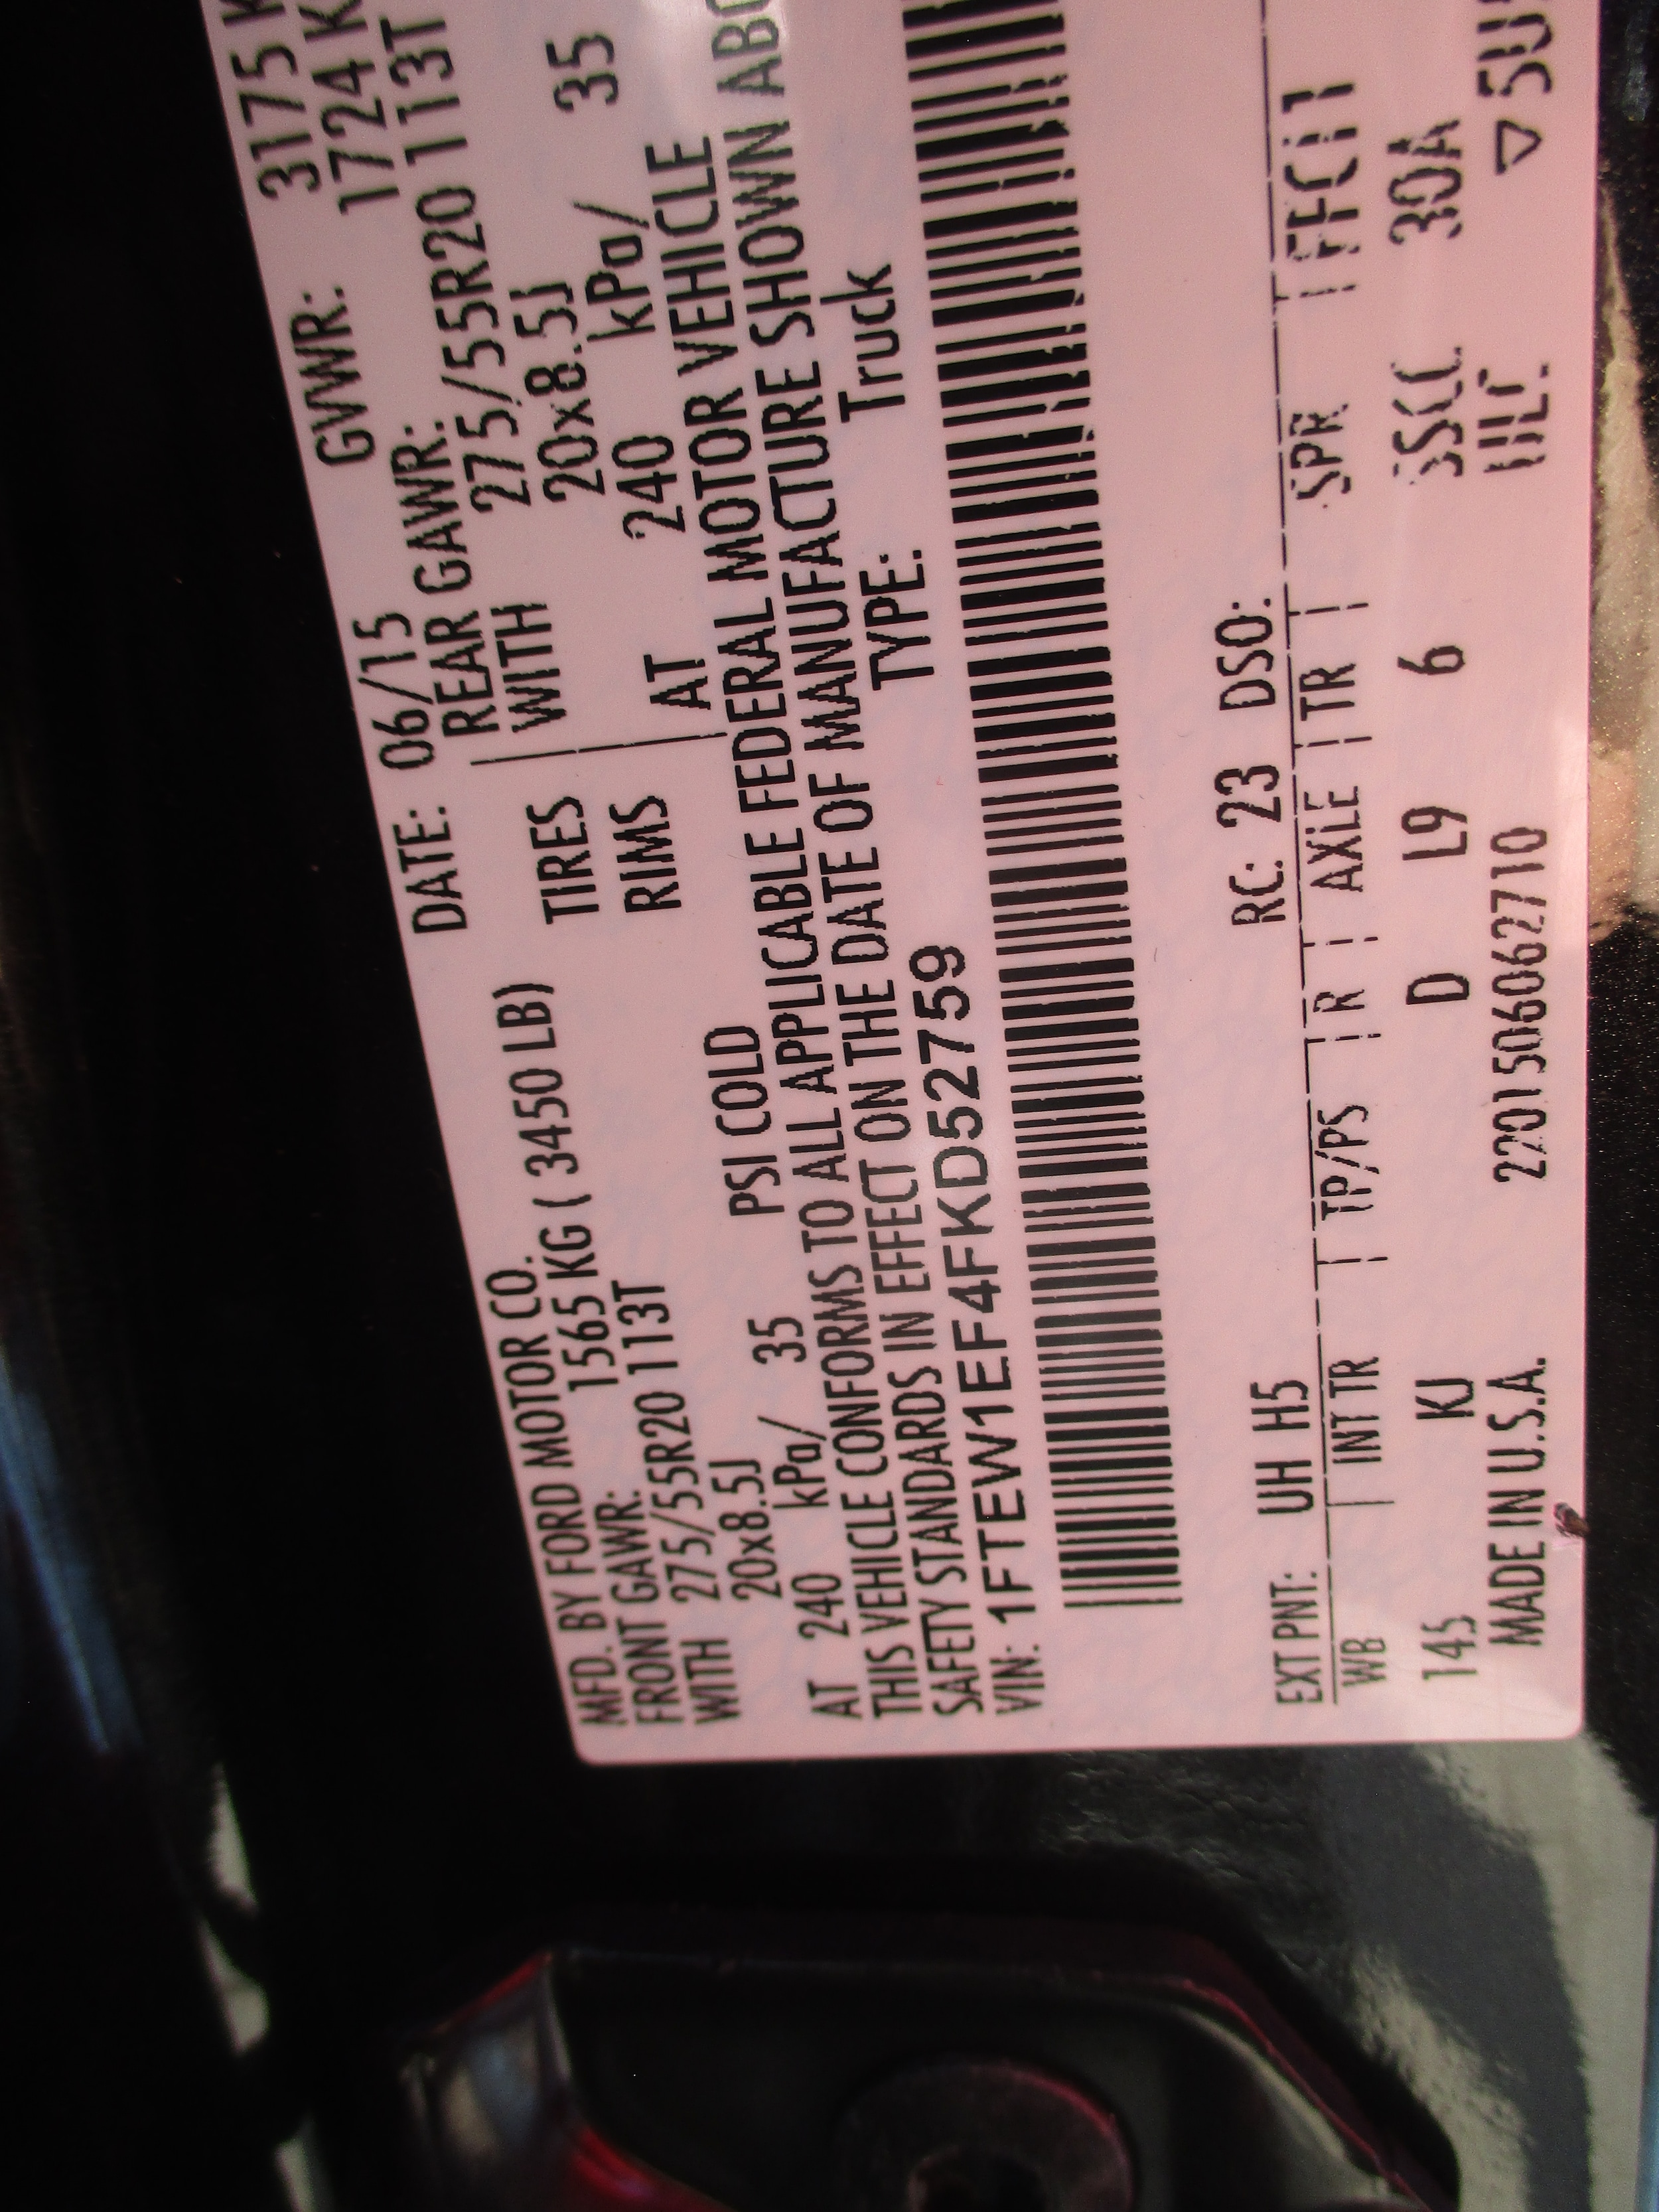 MFD. BY FORD MOTOR CO. DATE: 06/15 GVWR: 3175 K
FRONT GAWR: 1565 KG ( 3450 LB) REAR GAWR: 1724 K
WITH 275/55R20 113T TIRES WITH 275/55R20 113T
20x8.5J RIMS 20x8.5J
AT 240 kPa/ 35 PSI COLD AT 240 kPa/ 35
THIS VEHICLE CONFORMS TO ALL APPLICABLE FEDERAL MOTOR VEHICLE
SAFETY STANDARDS IN EFFECT ON THE DATE OF MANUFACTURE SHOWN ABO
VIN: 1FTEW1EF4FKD52759 TYPE: Truck
EXT PNT: UH H5 RC: 23 DSO:
WB INT TR TP/PS R AXLE TR SPR
145 KJ D L9 6 30A
MADE IN U.S.A. 220150606 2710 5U